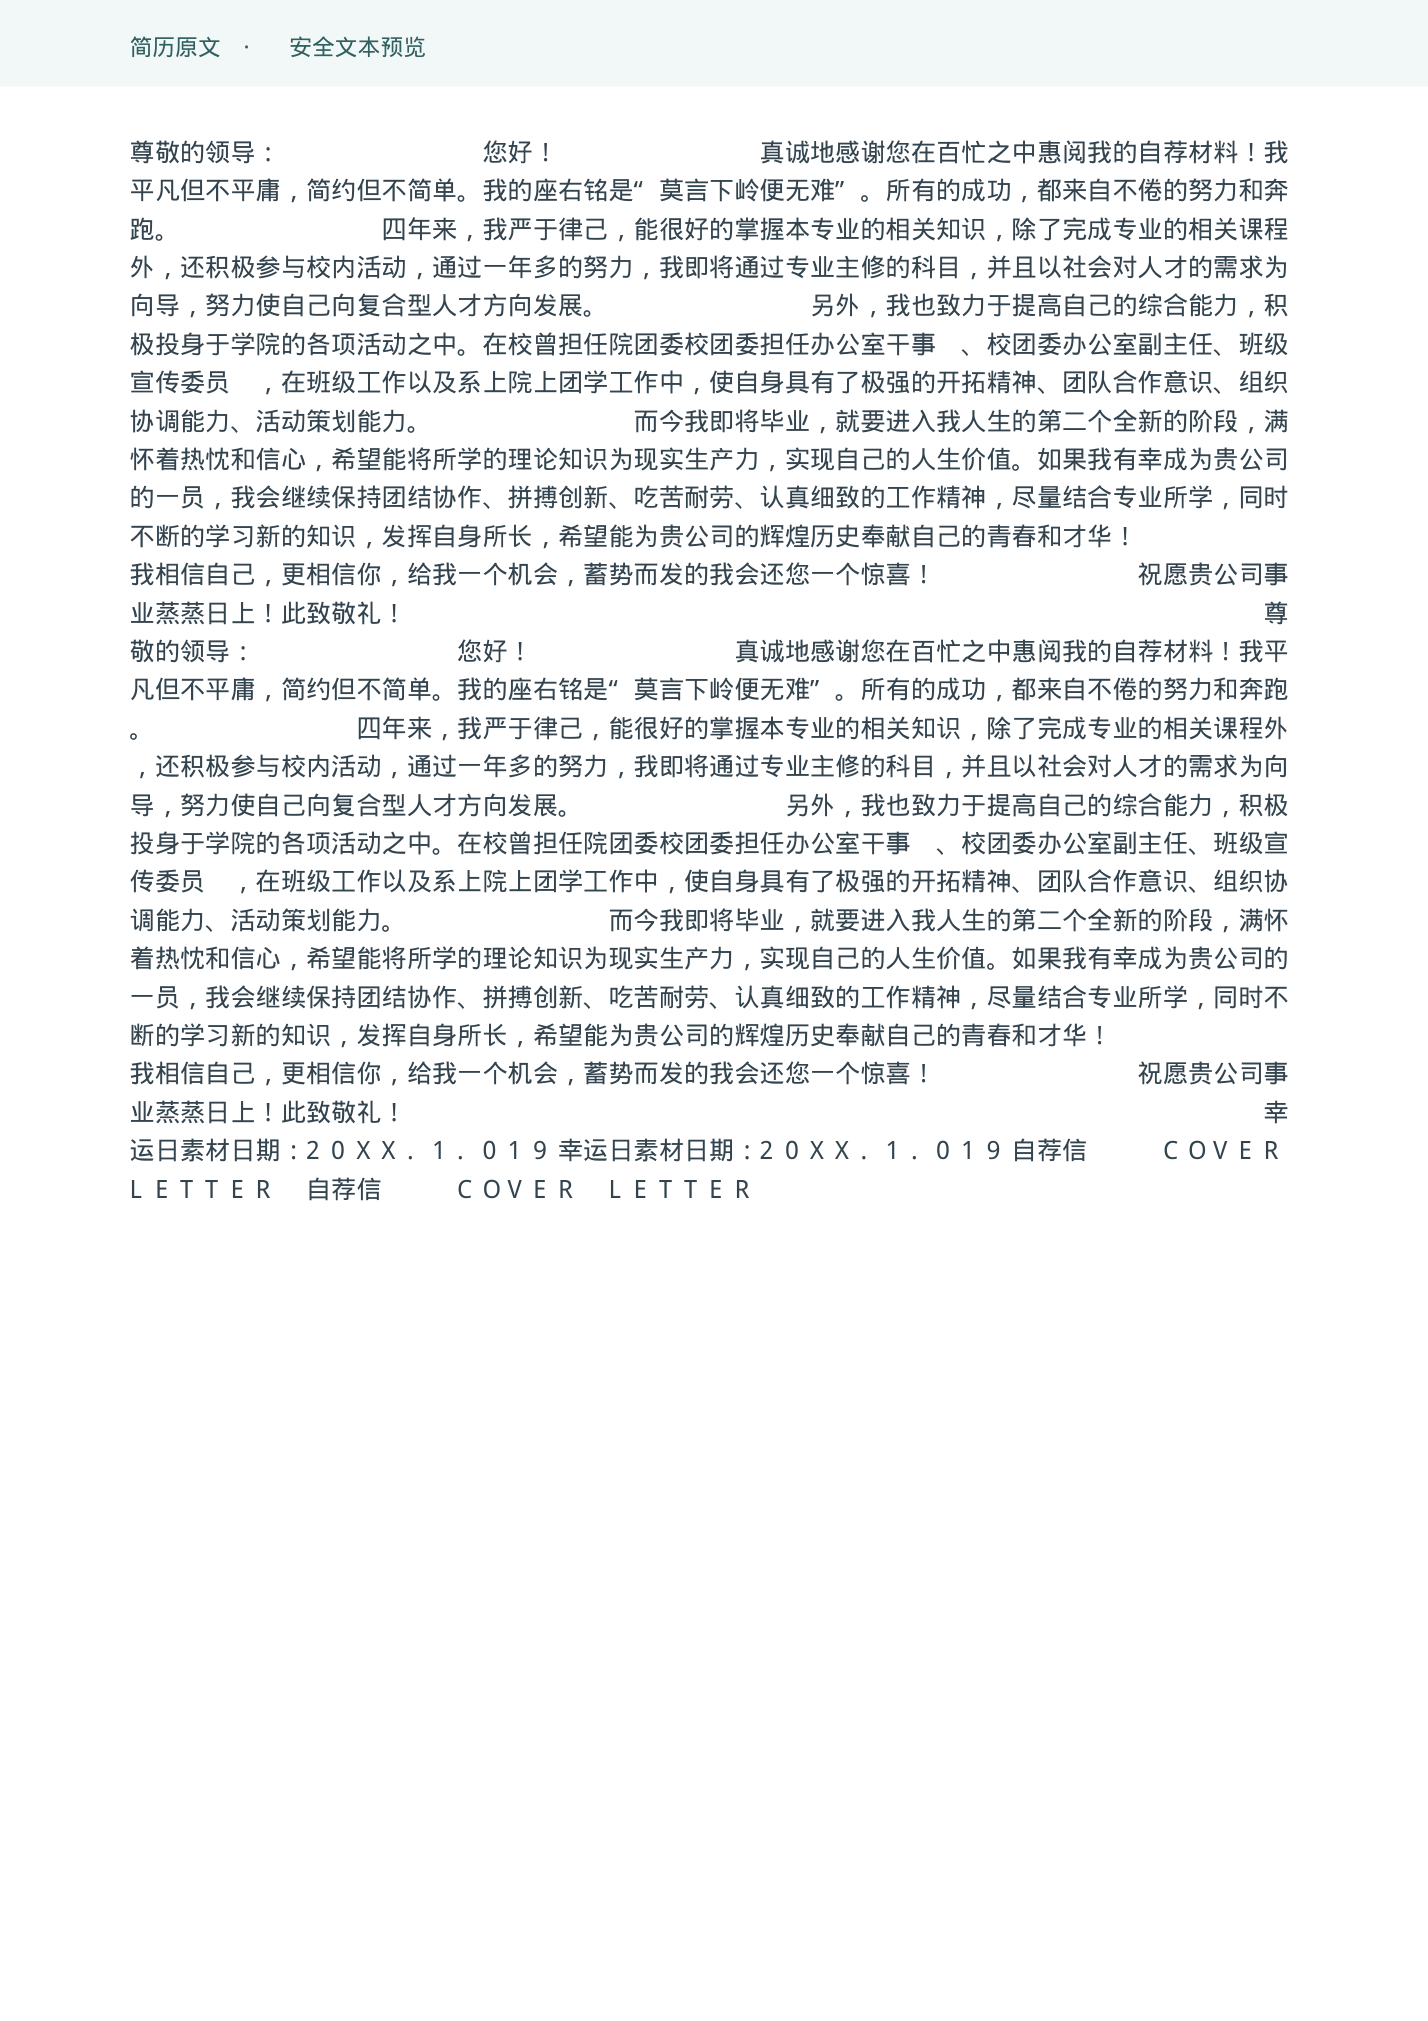 简历原文 · 安全文本预览
尊敬的领导： 您好！ 真诚地感谢您在百忙之中惠阅我的自荐材料！我
平凡但不平庸，简约但不简单。我的座右铭是“莫言下岭便无难”。所有的成功，都来自不倦的努力和奔
跑。 四年来，我严于律己，能很好的掌握本专业的相关知识，除了完成专业的相关课程
外，还积极参与校内活动，通过一年多的努力，我即将通过专业主修的科目，并且以社会对人才的需求为
向导，努力使自己向复合型人才方向发展。 另外，我也致力于提高自己的综合能力，积
极投身于学院的各项活动之中。在校曾担任院团委校团委担任办公室干事 、校团委办公室副主任、班级
宣传委员 ，在班级工作以及系上院上团学工作中，使自身具有了极强的开拓精神、团队合作意识、组织
协调能力、活动策划能力。 而今我即将毕业，就要进入我人生的第二个全新的阶段，满
怀着热忱和信心，希望能将所学的理论知识为现实生产力，实现自己的人生价值。如果我有幸成为贵公司
的一员，我会继续保持团结协作、拼搏创新、吃苦耐劳、认真细致的工作精神，尽量结合专业所学，同时
不断的学习新的知识，发挥自身所长，希望能为贵公司的辉煌历史奉献自己的青春和才华！
我相信自己，更相信你，给我一个机会，蓄势而发的我会还您一个惊喜！ 祝愿贵公司事
业蒸蒸日上！此致敬礼！ 尊
敬的领导： 您好！ 真诚地感谢您在百忙之中惠阅我的自荐材料！我平
凡但不平庸，简约但不简单。我的座右铭是“莫言下岭便无难”。所有的成功，都来自不倦的努力和奔跑
。 四年来，我严于律己，能很好的掌握本专业的相关知识，除了完成专业的相关课程外
，还积极参与校内活动，通过一年多的努力，我即将通过专业主修的科目，并且以社会对人才的需求为向
导，努力使自己向复合型人才方向发展。 另外，我也致力于提高自己的综合能力，积极
投身于学院的各项活动之中。在校曾担任院团委校团委担任办公室干事 、校团委办公室副主任、班级宣
传委员 ，在班级工作以及系上院上团学工作中，使自身具有了极强的开拓精神、团队合作意识、组织协
调能力、活动策划能力。 而今我即将毕业，就要进入我人生的第二个全新的阶段，满怀
着热忱和信心，希望能将所学的理论知识为现实生产力，实现自己的人生价值。如果我有幸成为贵公司的
一员，我会继续保持团结协作、拼搏创新、吃苦耐劳、认真细致的工作精神，尽量结合专业所学，同时不
断的学习新的知识，发挥自身所长，希望能为贵公司的辉煌历史奉献自己的青春和才华！
我相信自己，更相信你，给我一个机会，蓄势而发的我会还您一个惊喜！ 祝愿贵公司事
业蒸蒸日上！此致敬礼！ 幸
运日素材日期：20XX．1．019幸运日素材日期：20XX．1．019自荐信 COVER
LETTER 自荐信 COVER LETTER